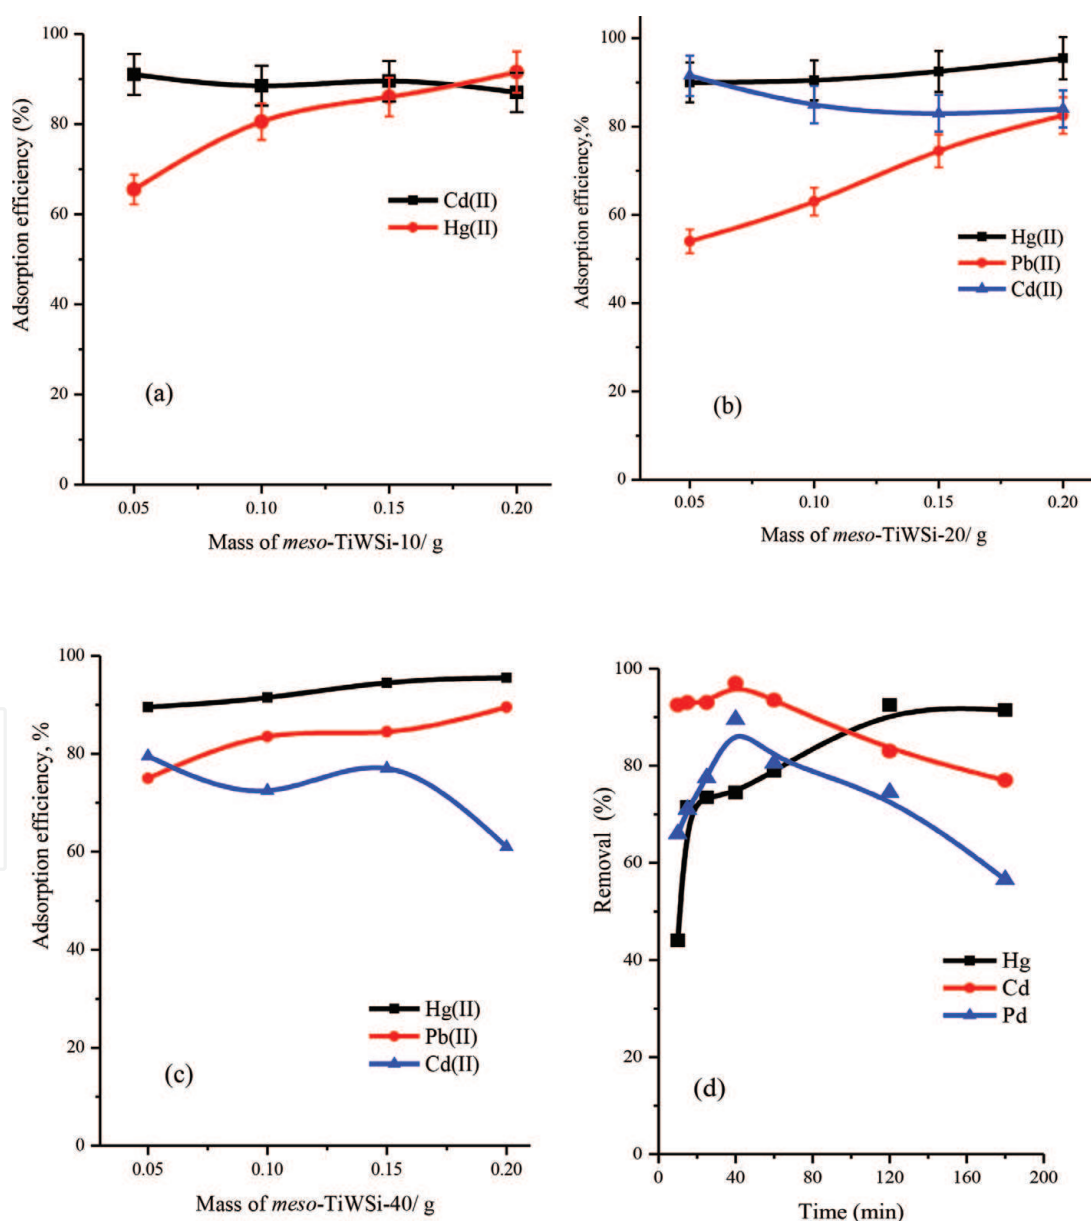 100
80
60
40
20
0
Adsorption efficiency (%)
Cd(II)
Hg(II)
(a)
0.05 0.10 0.15 0.20
Mass of meso-TiWSi-10/ g
100
80
60
40
20
0
Adsorption efficiency,%
Hg(II)
Pb(II)
Cd(II)
(b)
0.05 0.10 0.15 0.20
Mass of meso-TiWSi-20/ g
100
80
60
40
20
0
Adsorption efficiency, %
Hg(II)
Pb(II)
Cd(II)
(c)
0.05 0.10 0.15 0.20
Mass of meso-TiWSi-40/ g
100
80
60
40
20
0
Removal (%)
Hg
Cd
Pd
(d)
0 40 80 120 160 200
Time (min)